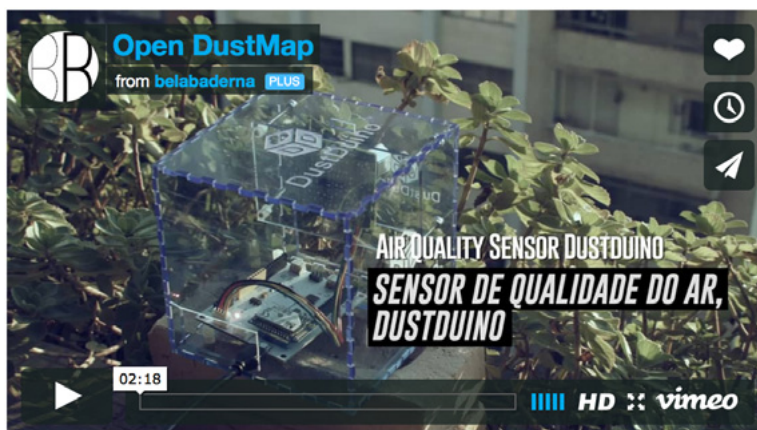 Open DustMap
from belabaderna PLUS
DustDuino
AIR QUALITY SENSOR DUSTDUINO
SENSOR DE QUALIDADE DO AR,
DUSTDUINO
02:18
HD vimeo